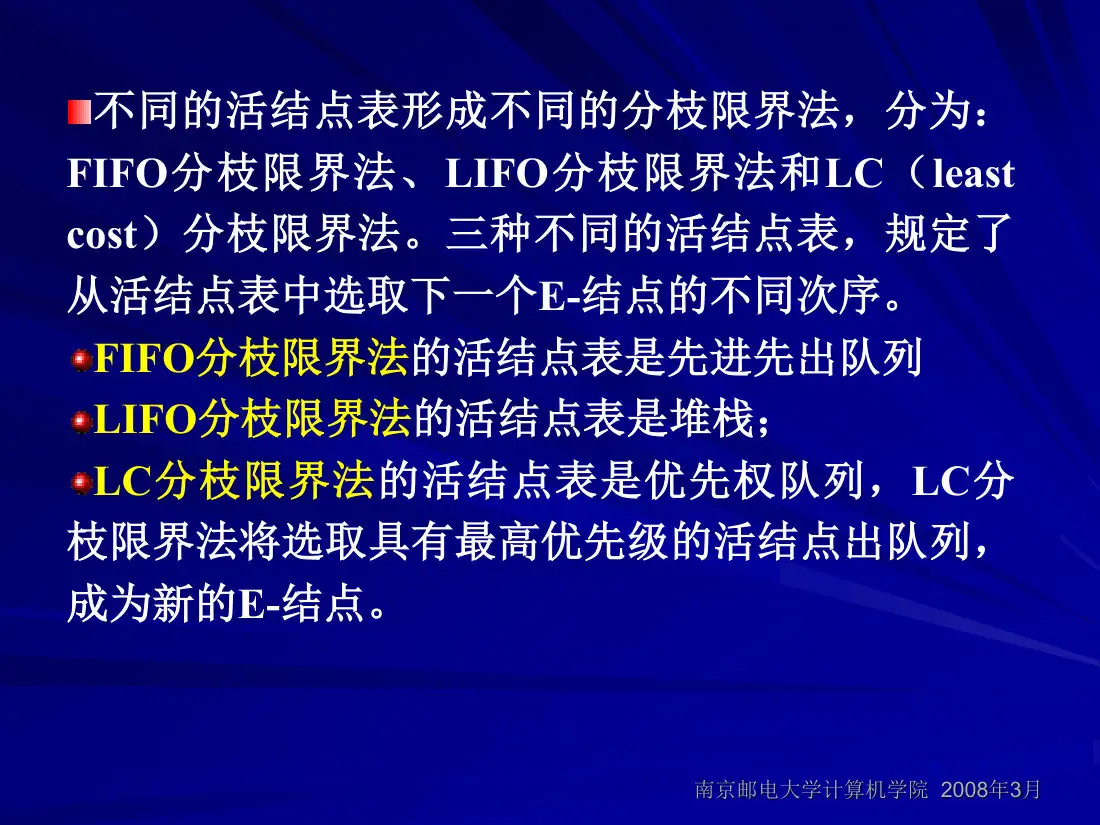 不同的活结点表形成不同的分枝限界法，分为：
FIFO分枝限界法、LIFO分枝限界法和LC（least
cost）分枝限界法。三种不同的活结点表，规定了
从活结点表中选取下一个E-结点的不同次序。
FIFO分枝限界法的活结点表是先进先出队列
LIFO分枝限界法的活结点表是堆栈；
LC分枝限界法的活结点表是优先权队列，LC分
枝限界法将选取具有最高优先级的活结点出队列，
成为新的E-结点。
南京邮电大学计算机学院 2008年3月